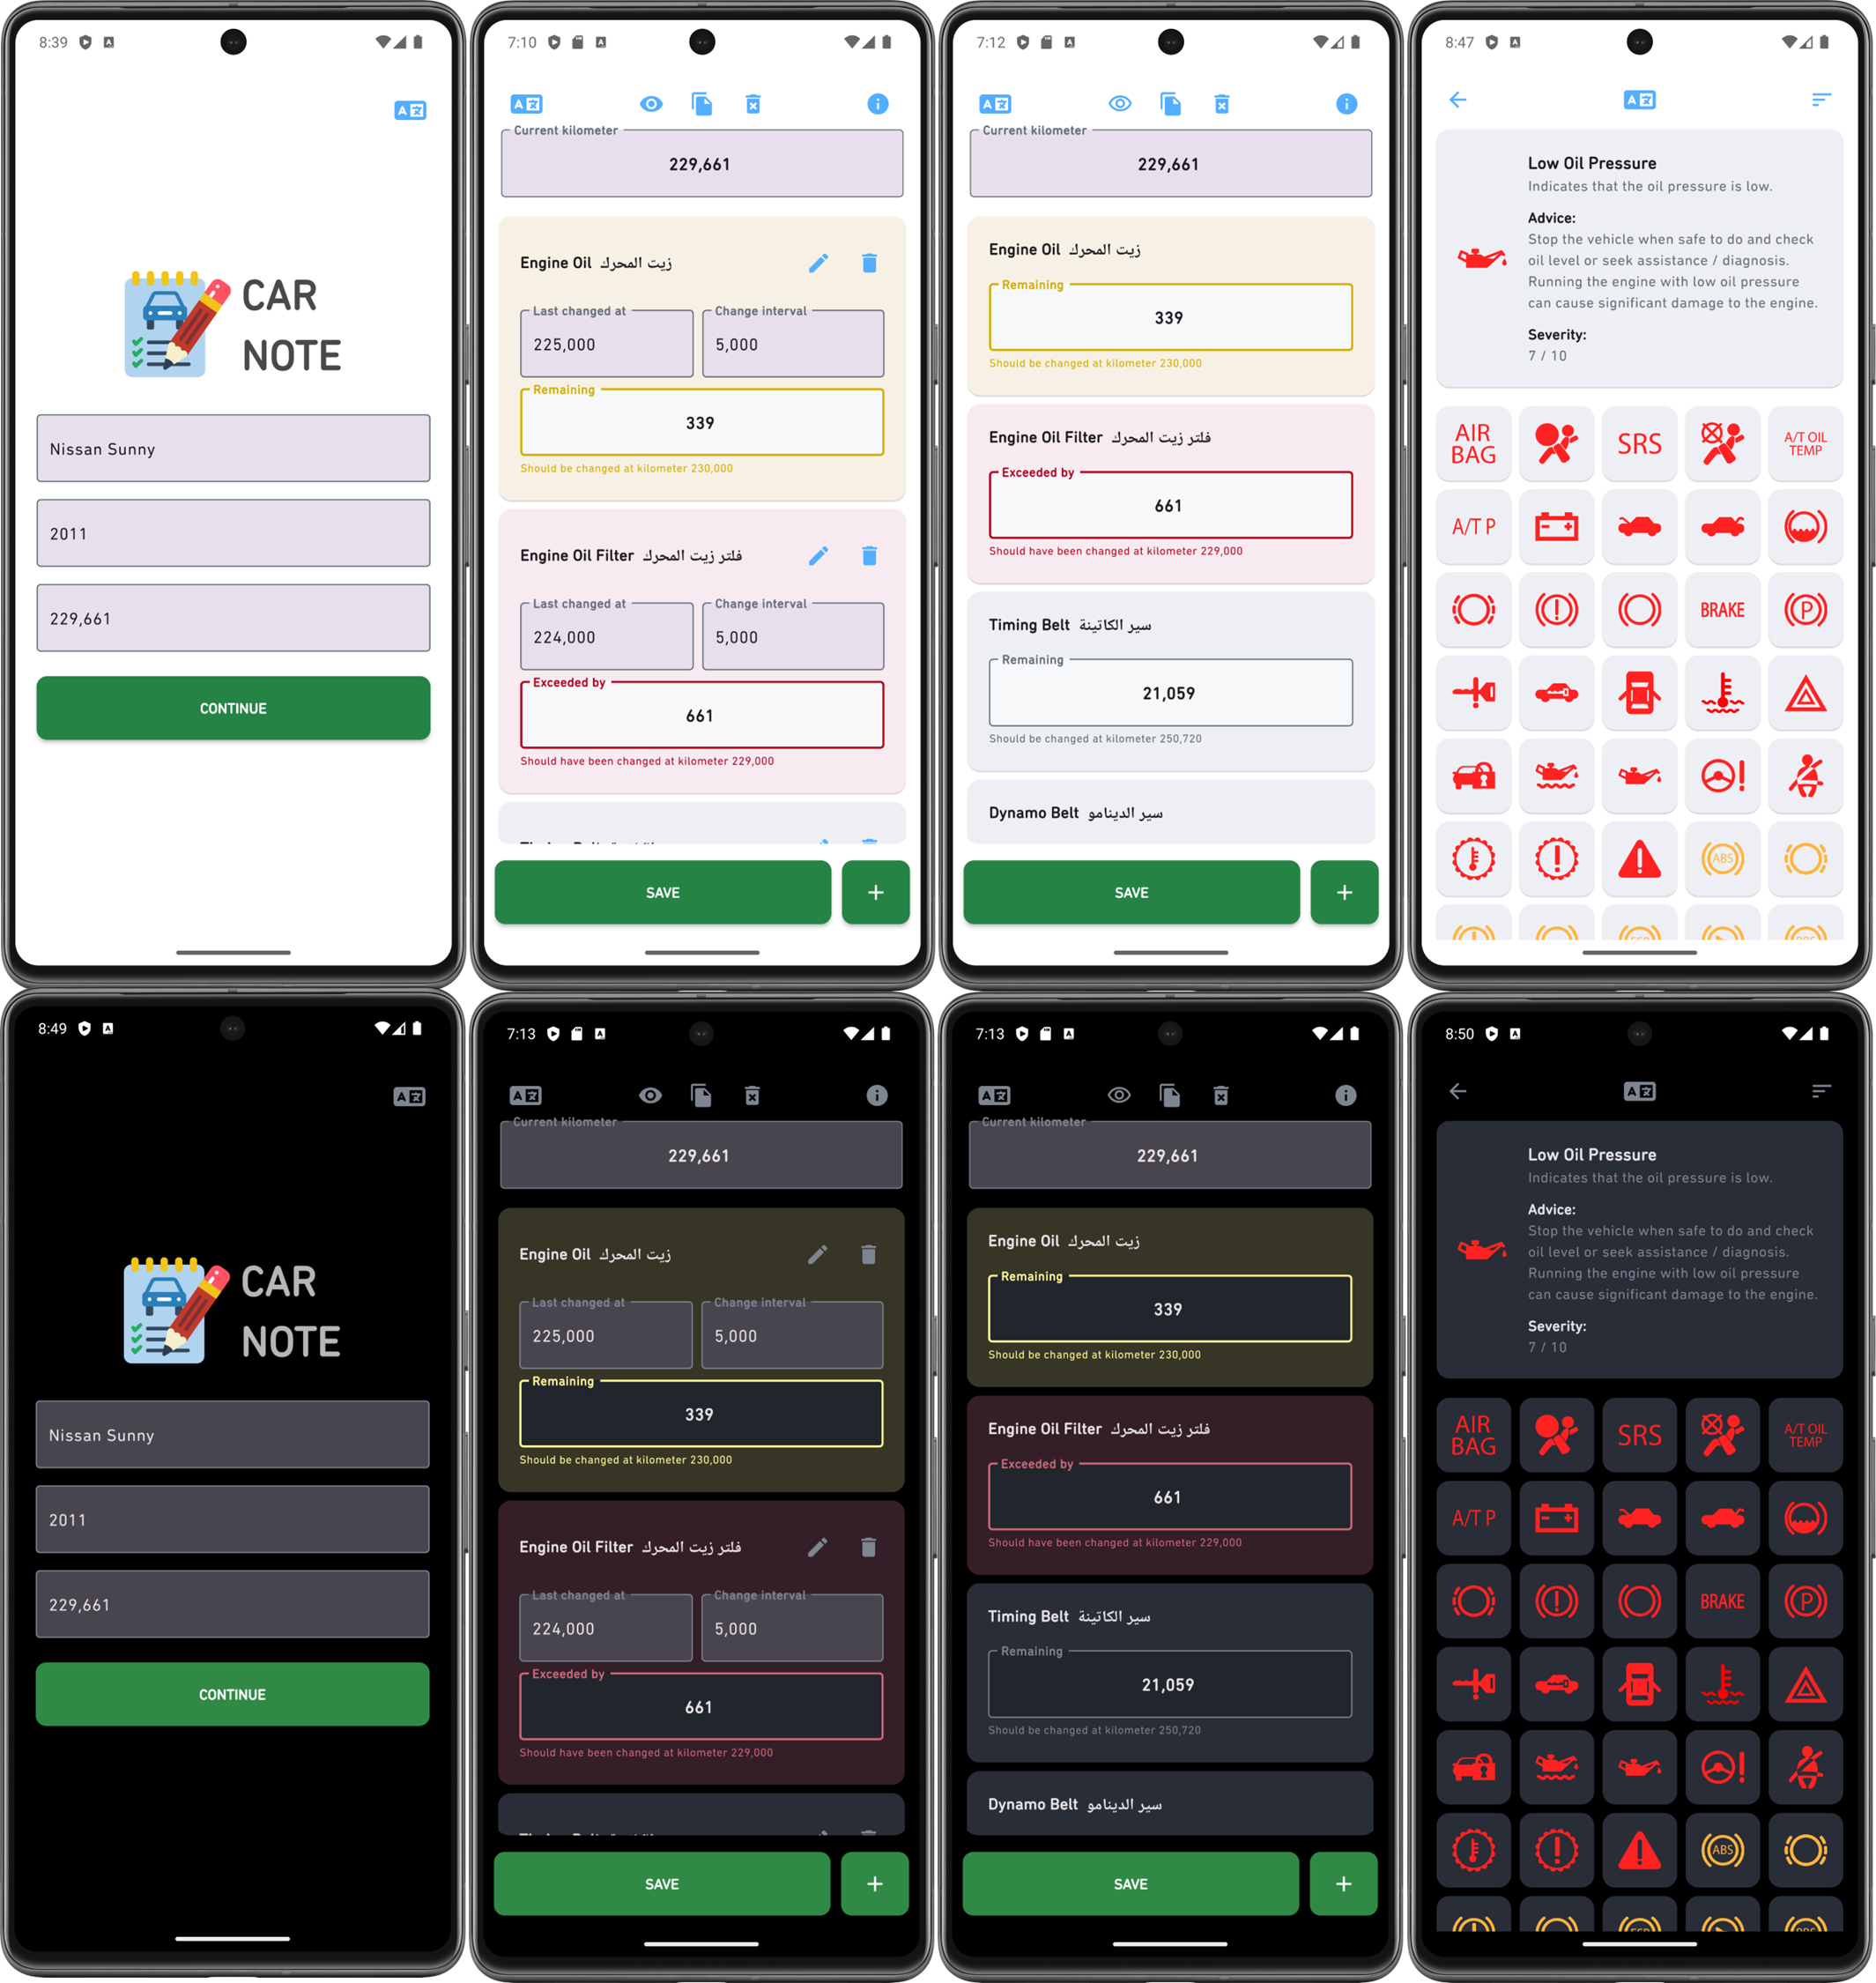 8:39
CAR
NOTE
Nissan Sunny
2011
229,661
CONTINUE
7:10
Current kilometer
229,661
Engine Oil زيت المحرك
Last changed at
Change interval
225,000
5,000
Remaining
339
Should be changed at kilometer 230,000
Engine Oil Filter فلتر زيت المحرك
Last changed at
Change interval
224,000
5,000
Exceeded by
661
Should have been changed at kilometer 229,000
SAVE
+
7:12
Current kilometer
229,661
Engine Oil زيت المحرك
Remaining
339
Should be changed at kilometer 230,000
Engine Oil Filter فلتر زيت المحرك
Exceeded by
661
Should have been changed at kilometer 229,000
Timing Belt سير الكاتينة
Remaining
21,059
Should be changed at kilometer 250,720
Dynamo Belt سير الدينامو
SAVE
+
8:47
Low Oil Pressure
Indicates that the oil pressure is low.
Advice:
Stop the vehicle when safe to do and check
oil level or seek assistance / diagnosis.
Running the engine with low oil pressure
can cause significant damage to the engine.
Severity:
7 / 10
AIR
BAG
SRS
A/T OIL
TEMP
A/T P
BRAKE
P
ABS
8:49
CAR
NOTE
Nissan Sunny
2011
229,661
CONTINUE
7:13
Current kilometer
229,661
Engine Oil زيت المحرك
Last changed at
Change interval
225,000
5,000
Remaining
339
Should be changed at kilometer 230,000
Engine Oil Filter فلتر زيت المحرك
Last changed at
Change interval
224,000
5,000
Exceeded by
661
Should have been changed at kilometer 229,000
SAVE
+
7:13
Current kilometer
229,661
Engine Oil زيت المحرك
Remaining
339
Should be changed at kilometer 230,000
Engine Oil Filter فلتر زيت المحرك
Exceeded by
661
Should have been changed at kilometer 229,000
Timing Belt سير الكاتينة
Remaining
21,059
Should be changed at kilometer 250,720
Dynamo Belt سير الدينامو
SAVE
+
8:50
Low Oil Pressure
Indicates that the oil pressure is low.
Advice:
Stop the vehicle when safe to do and check
oil level or seek assistance / diagnosis.
Running the engine with low oil pressure
can cause significant damage to the engine.
Severity:
7 / 10
AIR
BAG
SRS
A/T OIL
TEMP
A/T P
BRAKE
P
ABS